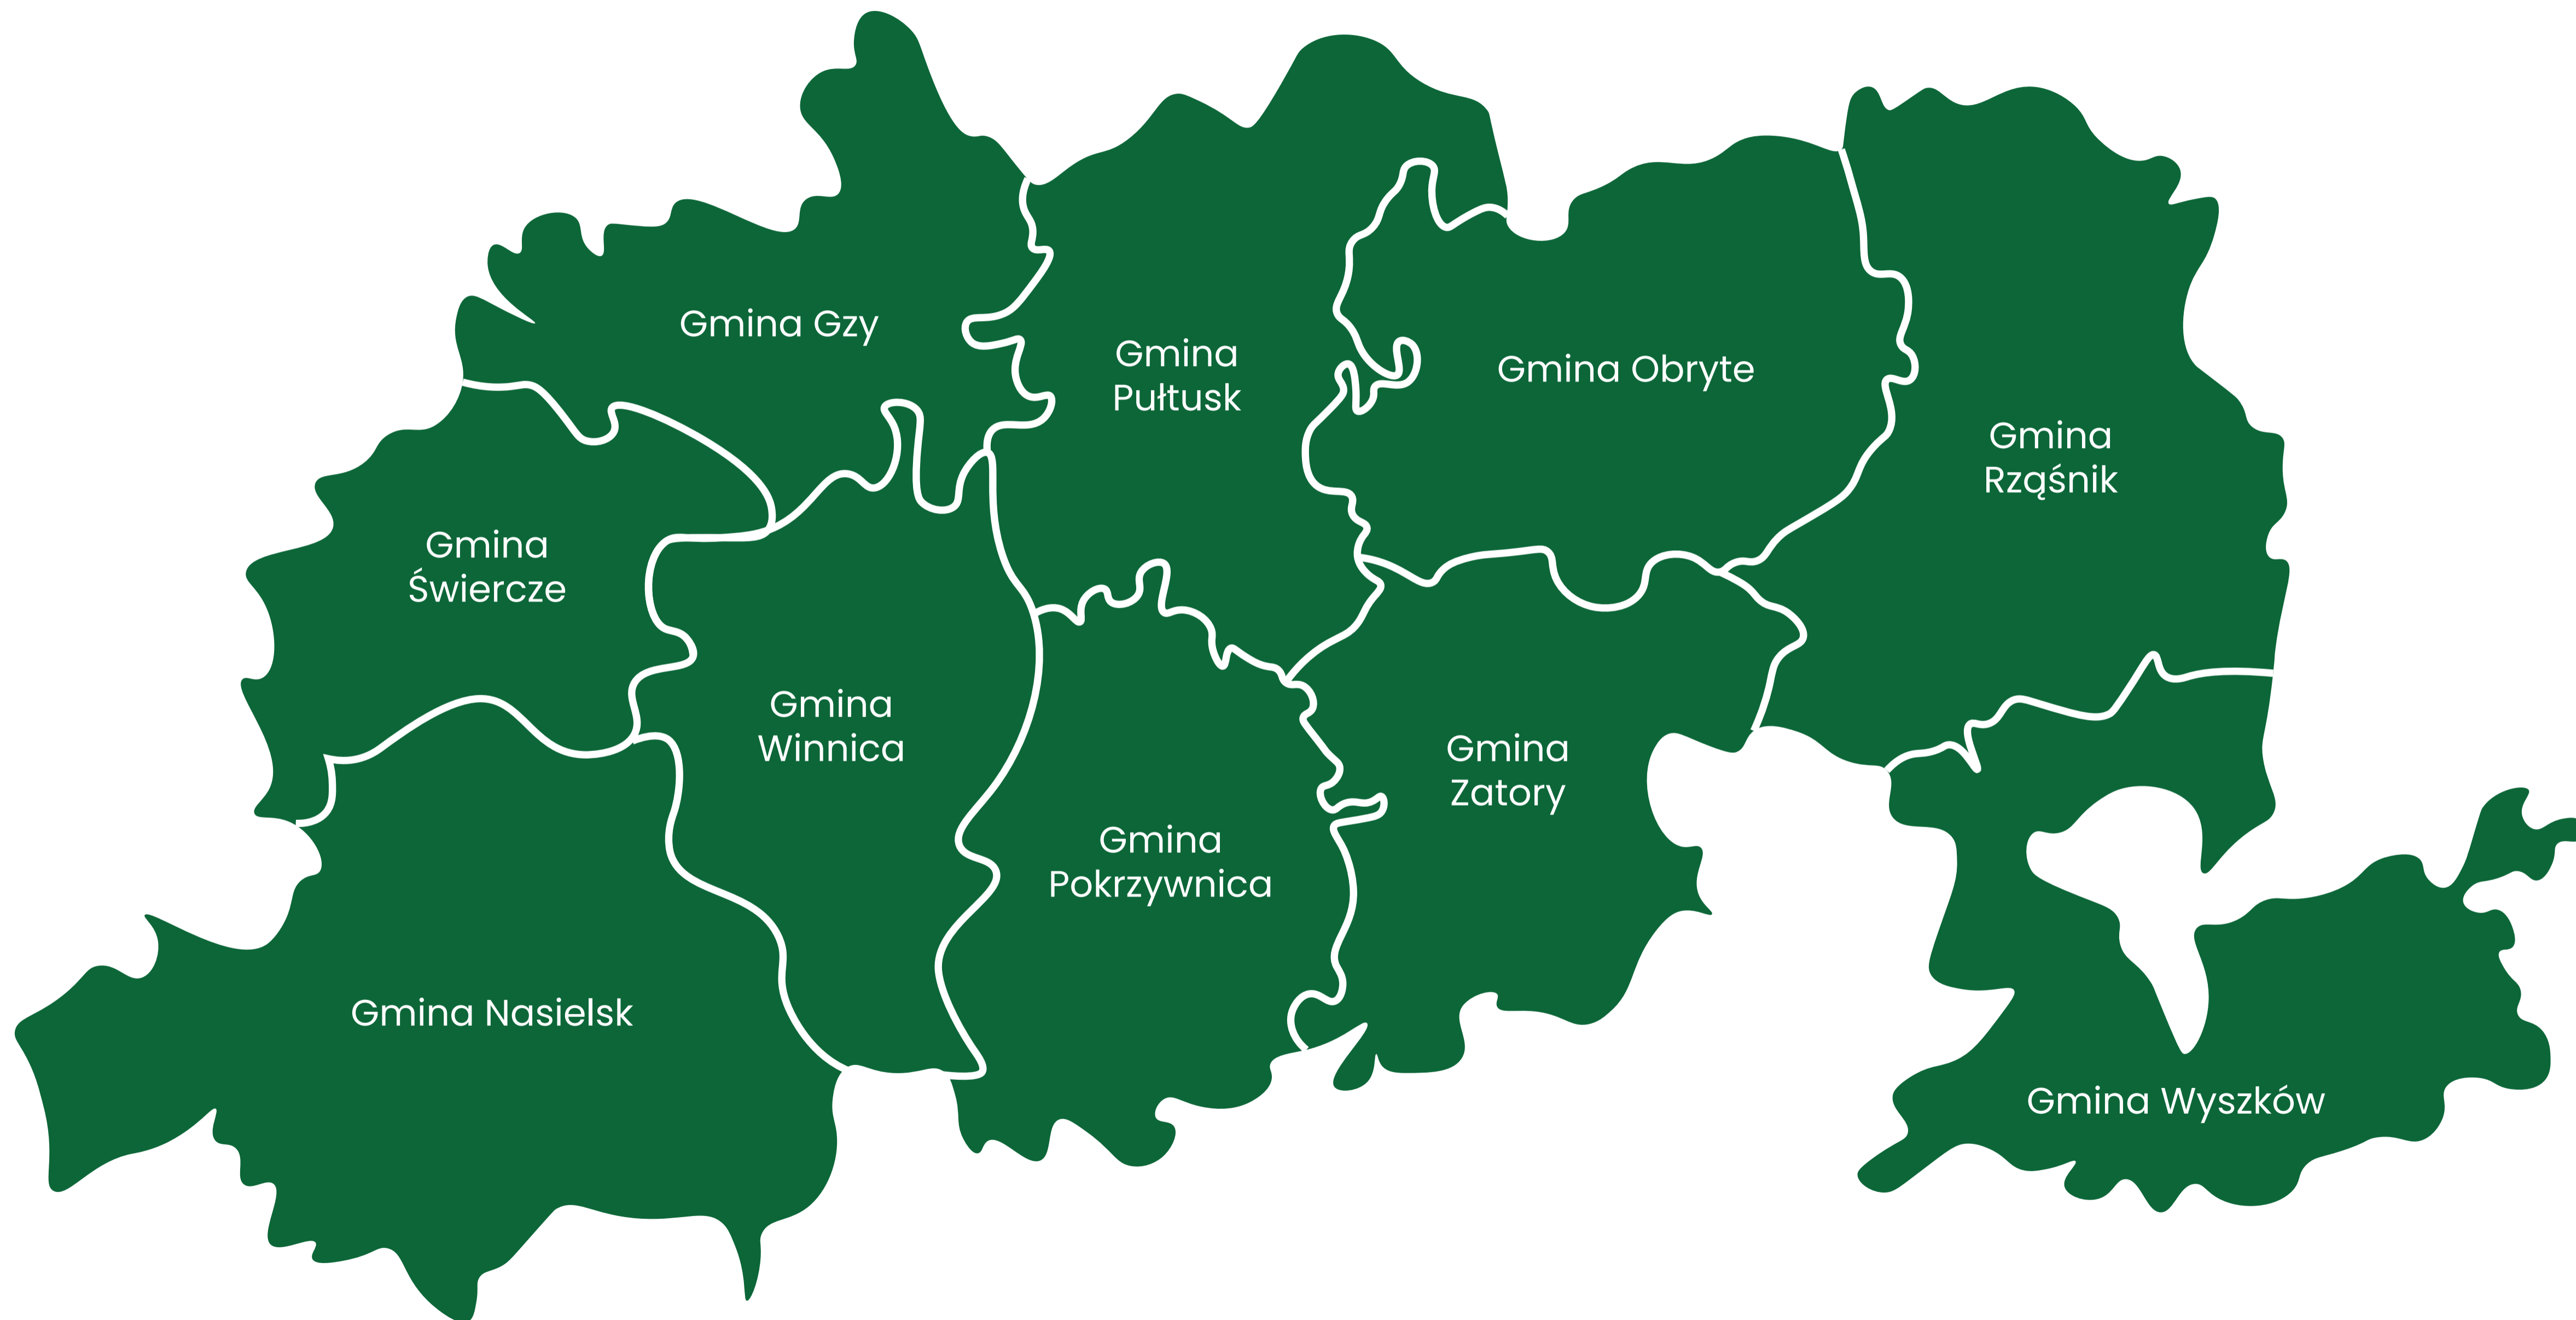 Gmina Gzy
Gmina
Pułtusk
Gmina Obryte
Gmina
Rząśnik
Gmina
Świercze
Gmina
Winnica
Gmina
Zatory
Gmina
Pokrzywnica
Gmina Nasielsk
Gmina Wyszków